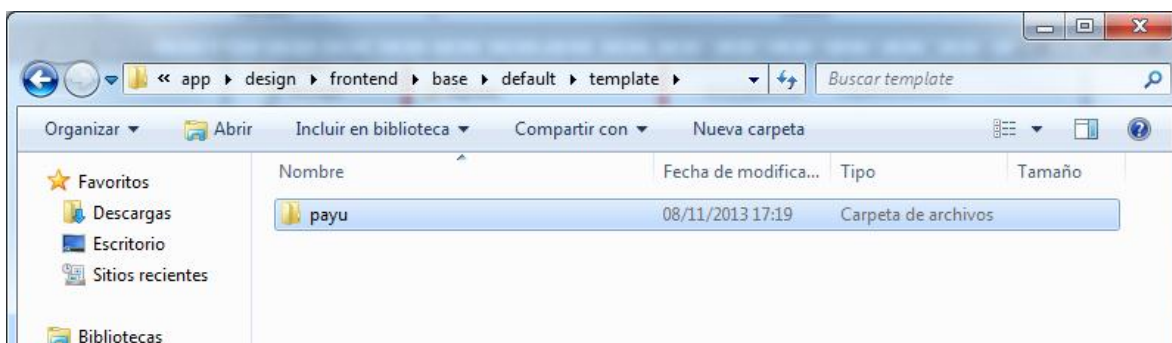 « app ▸ design ▸ frontend ▸ base ▸ default ▸ template ▸ Buscar template
Organizar ▼ Abrir Incluir en biblioteca ▼ Compartir con ▼ Nueva carpeta
Favoritos
Descargas
Escritorio
Sitios recientes
Bibliotecas
Nombre Fecha de modifica... Tipo Tamaño
payu 08/11/2013 17:19 Carpeta de archivos